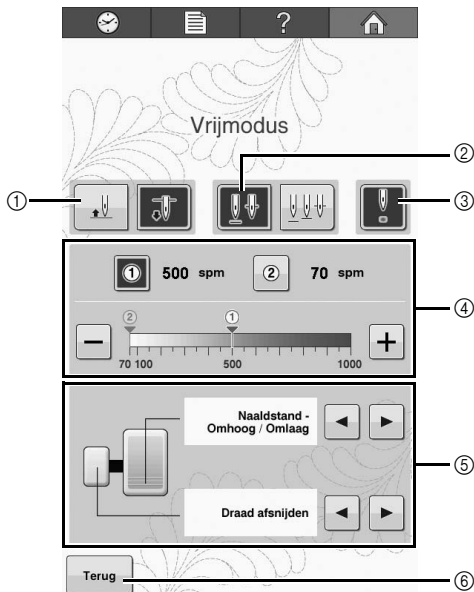 ?
Vrijmodus
②
①
③
① 500 spm ② 70 spm
④
② ①
70 100 500 1000
Naaldstand -
Omhoog / Omlaag
⑤
Draad afsnijden
Terug
⑥